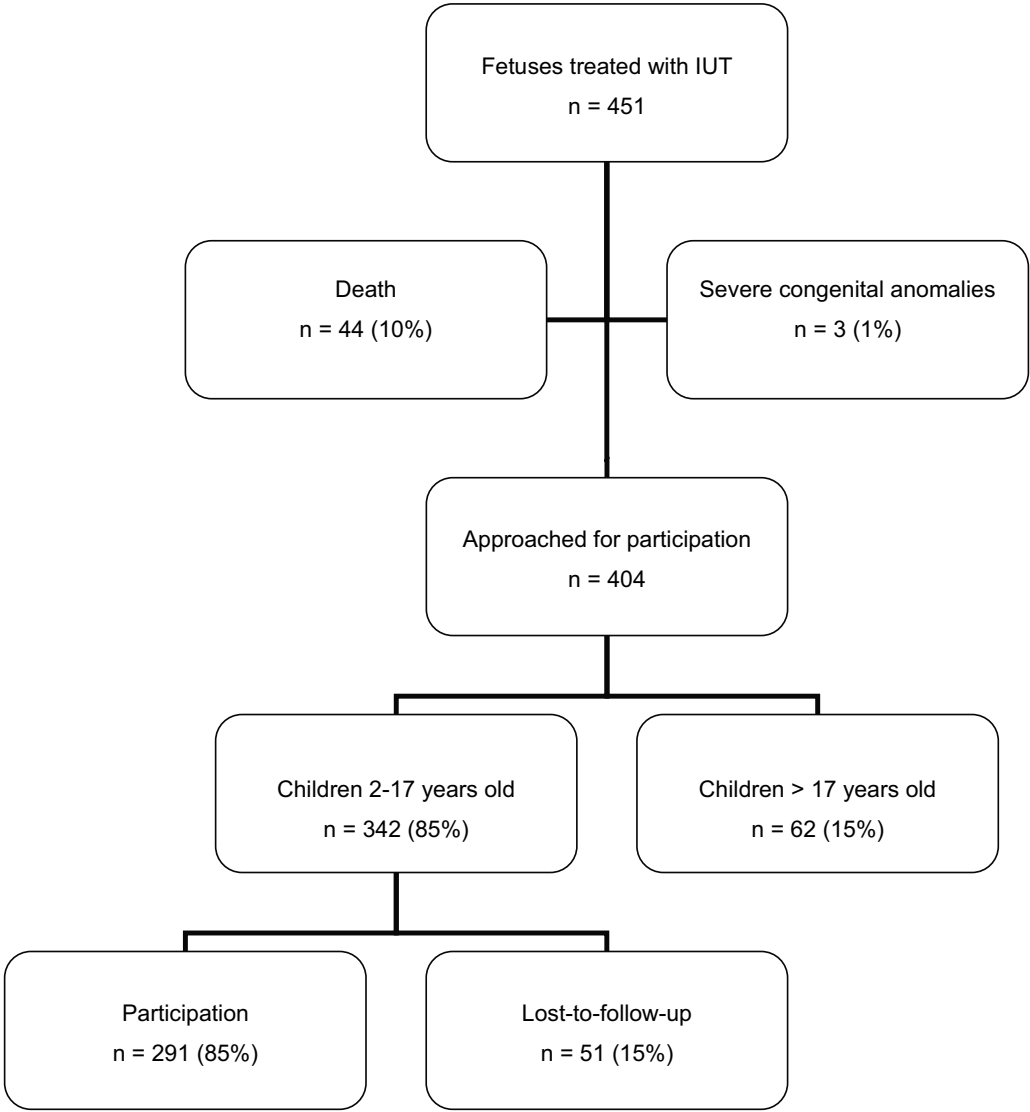 Fetuses treated with IUT
n = 451
Death
n = 44 (10%)
Severe congenital anomalies
n = 3 (1%)
Approached for participation
n = 404
Children 2-17 years old
n = 342 (85%)
Children > 17 years old
n = 62 (15%)
Participation
n = 291 (85%)
Lost-to-follow-up
n = 51 (15%)